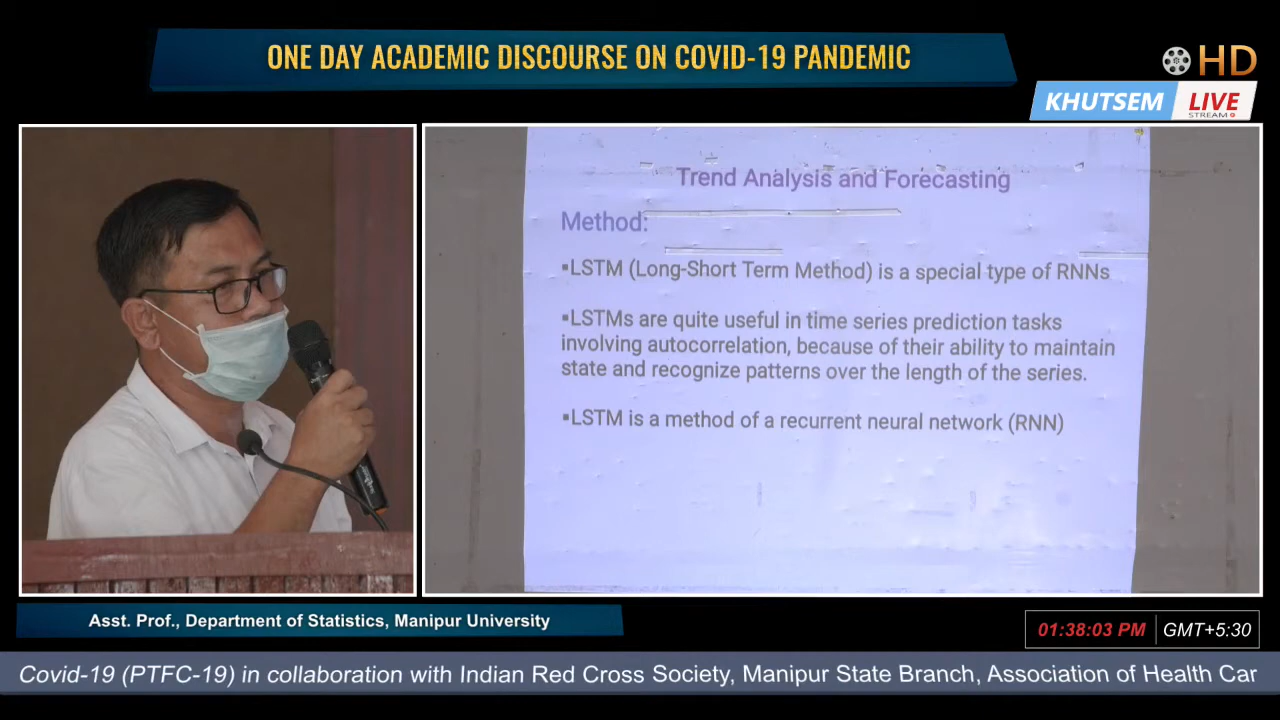 ONE DAY ACADEMIC DISCOURSE ON COVID-19 PANDEMIC
HD
KHUTSEM LIVE
STREAM
Trend Analysis and Forecasting
Method:
▪LSTM (Long-Short Term Method) is a special type of RNNs
▪LSTMs are quite useful in time series prediction tasks
involving autocorrelation, because of their ability to maintain
state and recognize patterns over the length of the series.
▪LSTM is a method of a recurrent neural network (RNN)
Asst. Prof., Department of Statistics, Manipur University
01:38:03 PM GMT+5:30
Covid-19 (PTFC-19) in collaboration with Indian Red Cross Society, Manipur State Branch, Association of Health Car